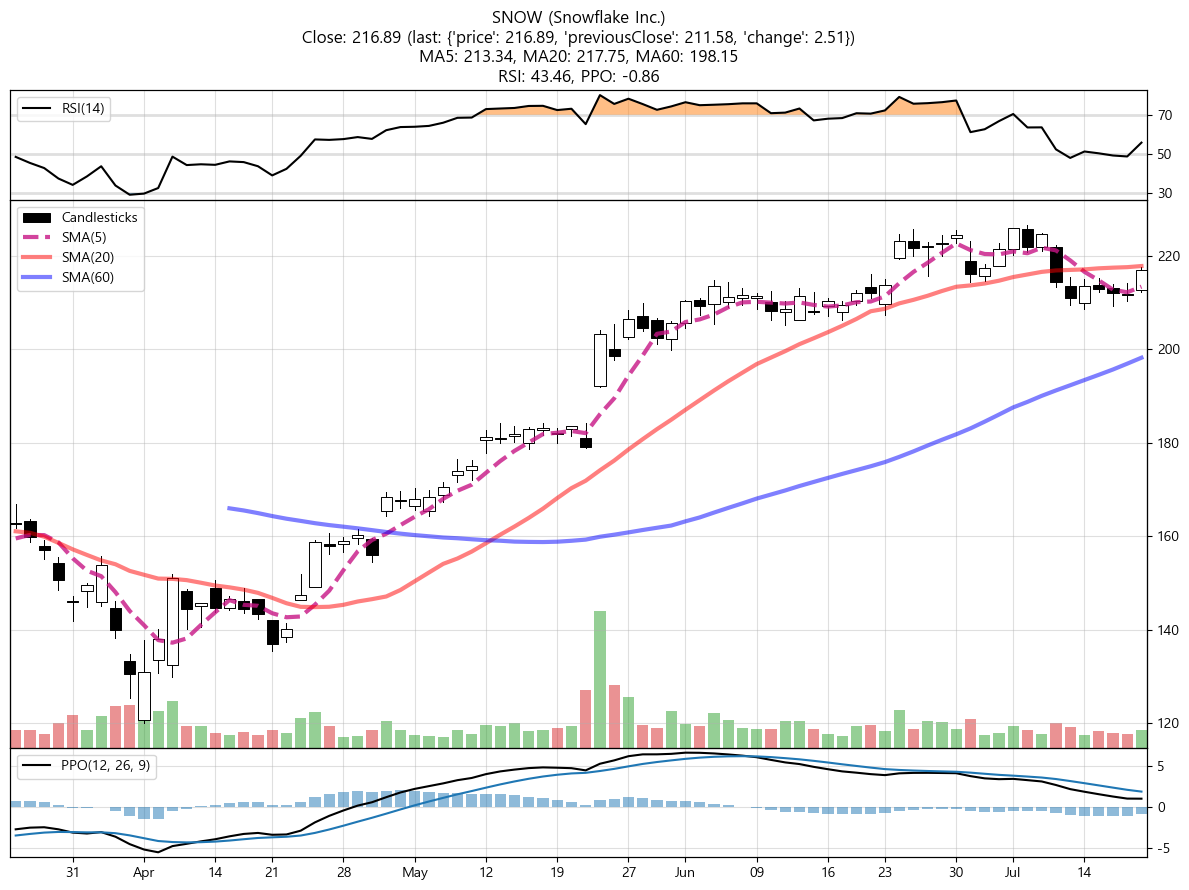 SNOW (Snowflake Inc.)
Close: 216.89 (last: {'price': 216.89, 'previousClose': 211.58, 'change': 2.51})
MA5: 213.34, MA20: 217.75, MA60: 198.15
RSI: 43.46, PPO: -0.86
RSI(14)
70
50
30
Candlesticks
SMA(5)
SMA(20)
SMA(60)
220
200
180
160
140
120
PPO(12, 26, 9)
5
0
-5
31 Apr 14 21 28 May 12 19 27 Jun 09 16 23 30 Jul 14